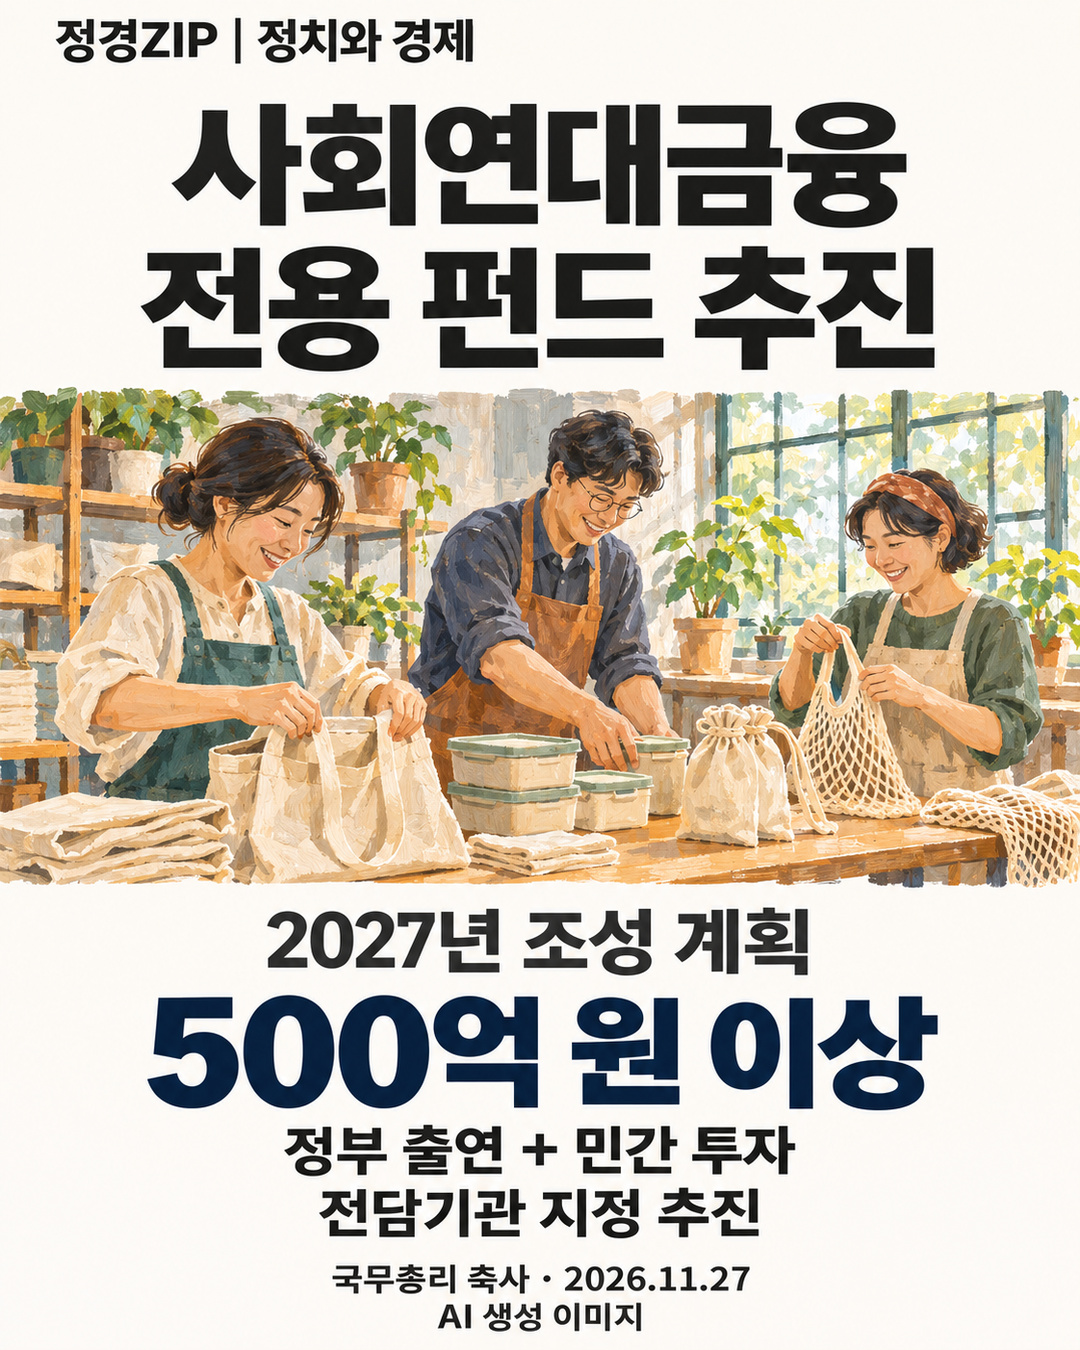 정경ZIP | 정치와 경제
사회연대금융
전용 펀드 추진
2027년 조성 계획
500억 원 이상
정부 출연 + 민간 투자
전담기관 지정 추진
국무총리 축사 · 2026.11.27
AI 생성 이미지